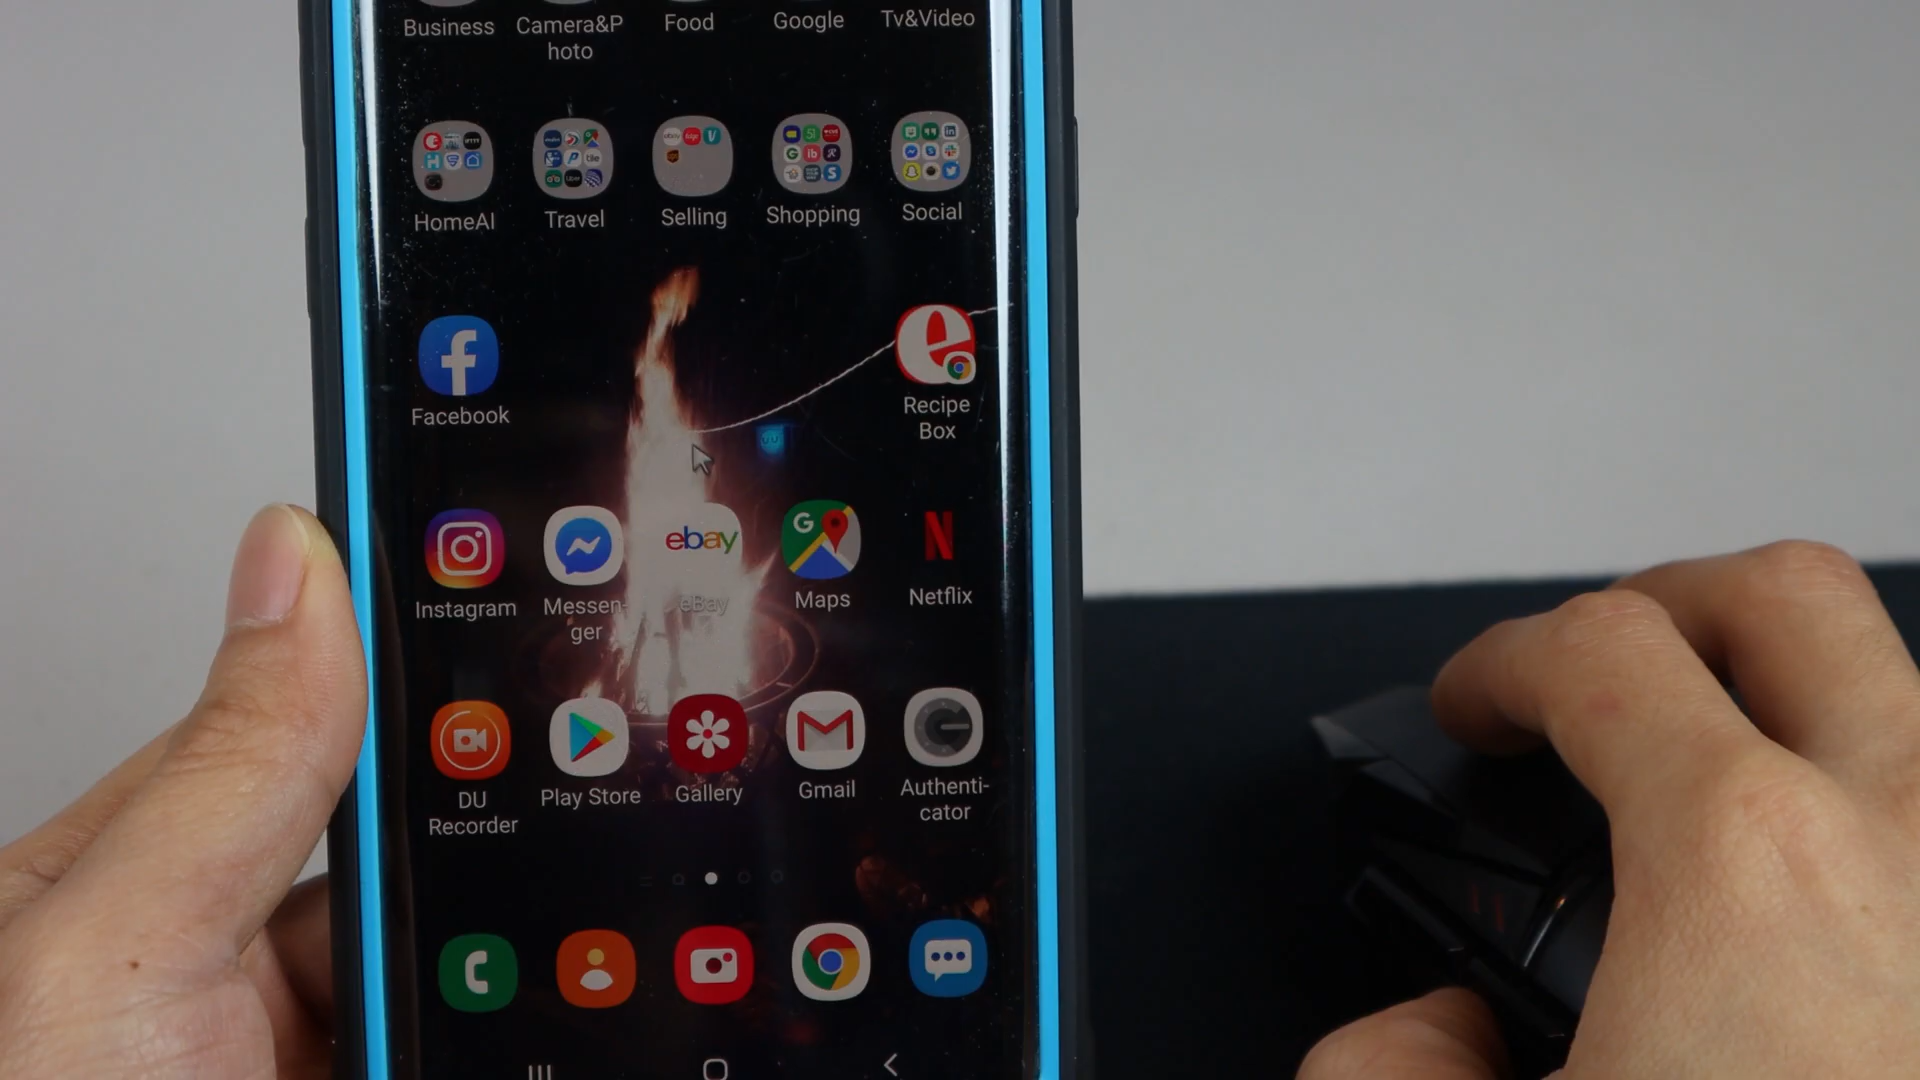 Business
Camera&P
hoto
Food
Google
Tv&Video
HomeAI
Travel
Selling
Shopping
Social
Facebook
Recipe
Box
ebay
G
N
Instagram
Messen-
ger
eBay
Maps
Netflix
DU
Recorder
Play Store
Gallery
Gmail
Authenti-
cator